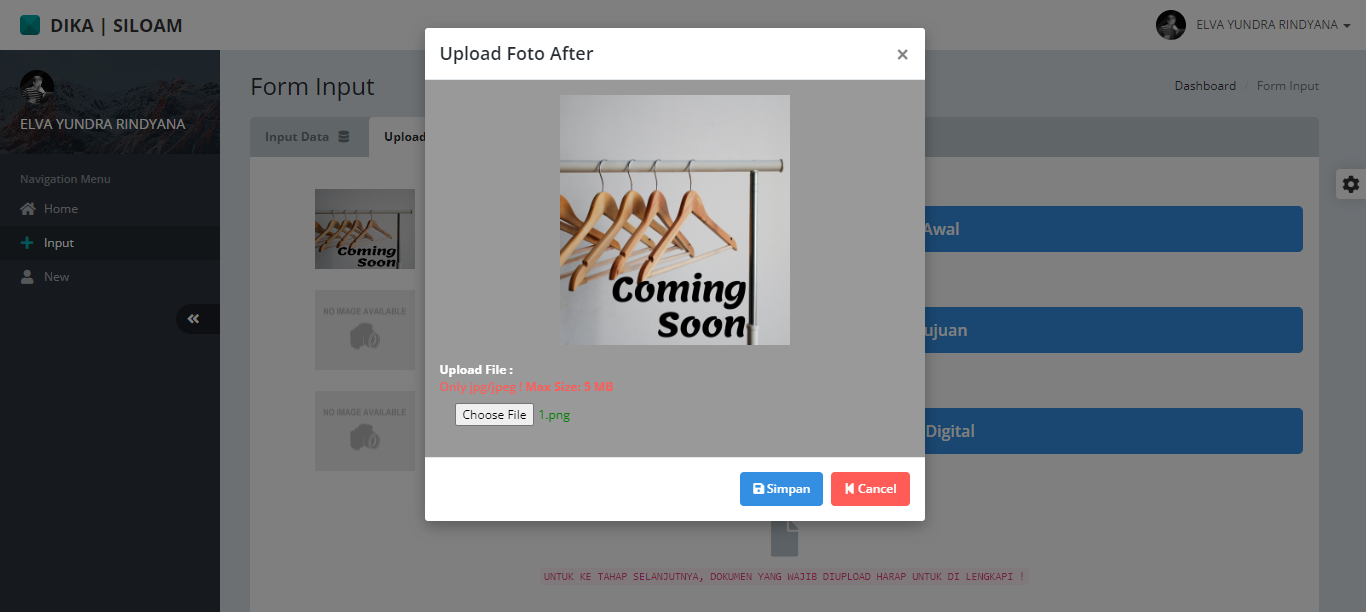 DIKA | SILOAM
ELVA YUNDRA RINDYANA
Upload Foto After
×
ELVA YUNDRA RINDYANA
Form Input
Dashboard / Form Input
Input Data
Upload
Navigation Menu
Home
Input
New
Coming
Soon
Awal
Coming
Soon
NO IMAGE AVAILABLE
ujuan
Upload File :
Only jpg/jpeg ! Max Size: 5 MB
Choose File 1.png
NO IMAGE AVAILABLE
Digital
Simpan
Cancel
UNTUK KE TAHAP SELANJUTNYA, DOKUMEN YANG WAJIB DIUPLOAD HARAP UNTUK DI LENGKAPI !